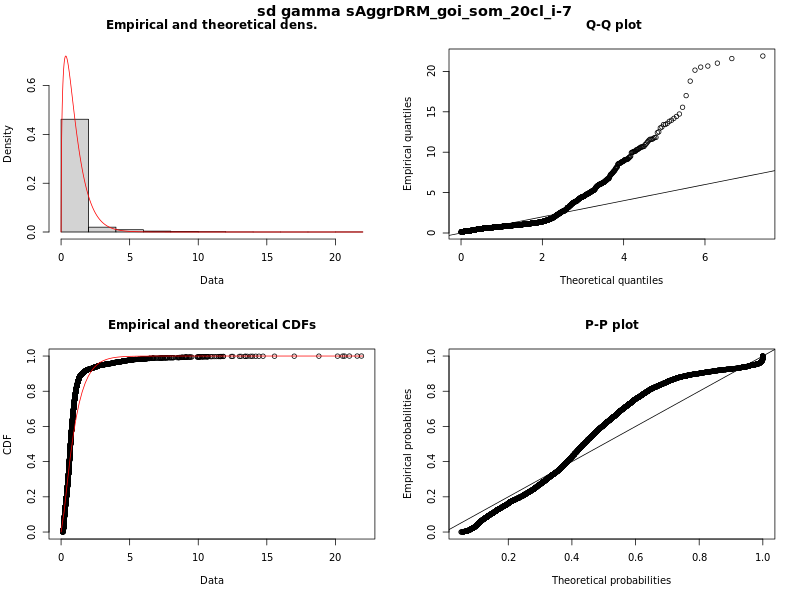 sd gamma sAggrDRM_goi_som_20cl_i-7
Empirical and theoretical dens.
Density
0.0 0.2 0.4 0.6
0 5 10 15 20
Data
Q-Q plot
Empirical quantiles
0 5 10 15 20
0 2 4 6
Theoretical quantiles
Empirical and theoretical CDFs
CDF
0.0 0.2 0.4 0.6 0.8 1.0
0 5 10 15 20
Data
P-P plot
Empirical probabilities
0.0 0.2 0.4 0.6 0.8 1.0
0.2 0.4 0.6 0.8 1.0
Theoretical probabilities